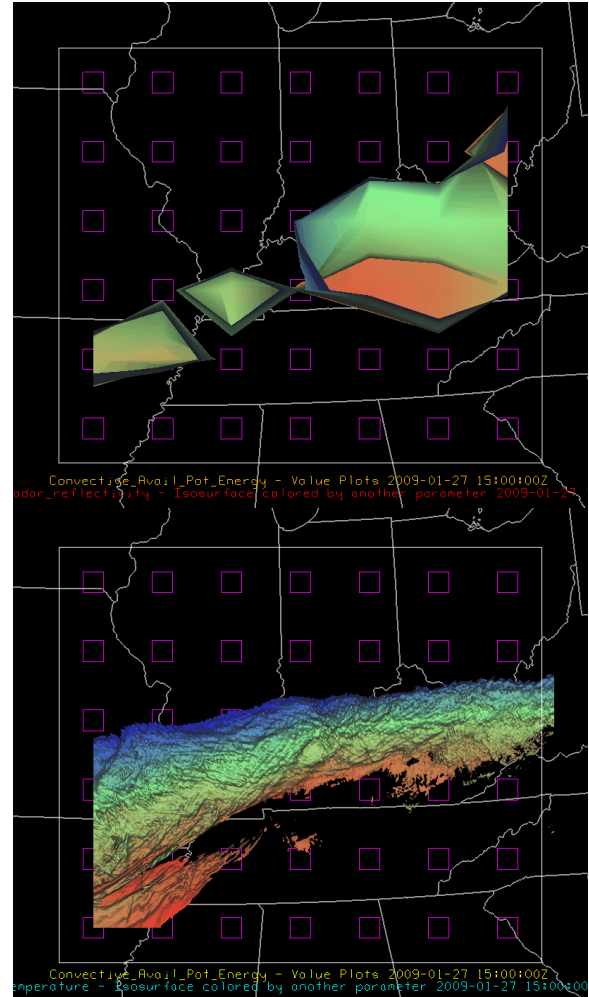 Convective_Avail_Pot_Energy - Value Plots 2009-01-27 15:00:00Z
adar_reflectivity - Isosurface colored by another parameter 2009-01-27
Convective_Avail_Pot_Energy - Value Plots 2009-01-27 15:00:00Z
emperature - Isosurface colored by another parameter 2009-01-27 15:00:00